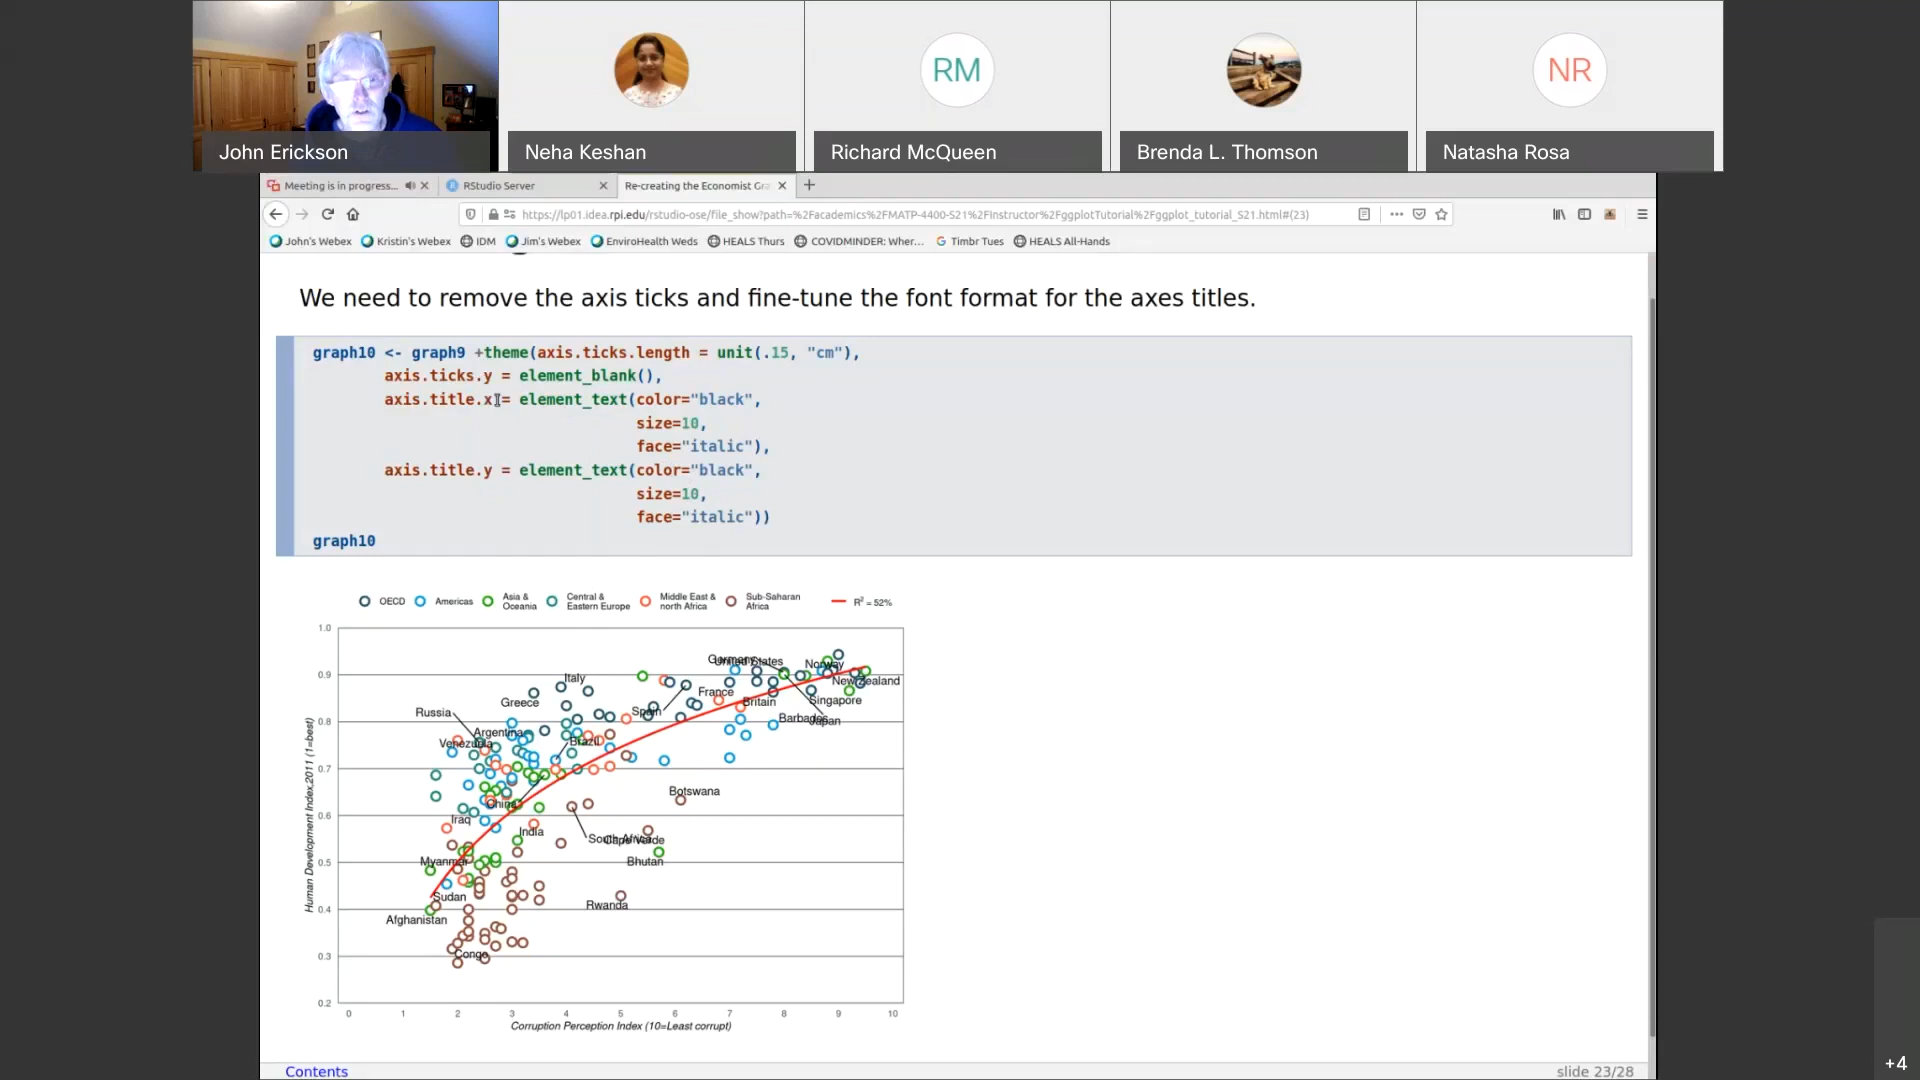 RM
NR
John Erickson
Neha Keshan
Richard McQueen
Brenda L. Thomson
Natasha Rosa
Meeting is in progress...
RStudio Server
Re-creating the Economist Gra
https://lp01.idea.rpi.edu/rstudio-ose/file_show?path=%2Facademics%2FMATP-4400-S21%2FInstructor%2FggplotTutorial%2Fggplot_tutorial_S21.html#(23)
John's Webex
Kristin's Webex
IDM
Jim's Webex
EnviroHealth Weds
HEALS Thurs
COVIDMINDER: Wher...
Timbr Tues
HEALS All-Hands
We need to remove the axis ticks and fine-tune the font format for the axes titles.
graph10 <- graph9 +theme(axis.ticks.length = unit(.15, "cm"),
axis.ticks.y = element_blank(),
axis.title.x = element_text(color="black",
size=10,
face="italic"),
axis.title.y = element_text(color="black",
size=10,
face="italic"))
graph10
OECD
Americas
Asia &
Oceania
Central &
Eastern Europe
Middle East &
north Africa
Sub-Saharan
Africa
R² = 52%
1.0
0.9
0.8
0.7
0.6
0.5
0.4
0.3
0.2
Human Development Index,2011 (1=best)
Germany
United States
Norway
Italy
New Zealand
Greece
France
Singapore
Britain
Russia
Spain
Barbados
Japan
Argentina
Venezuela
Brazil
Botswana
China
Iraq
India
South Africa
Cape Verde
Myanmar
Bhutan
Sudan
Rwanda
Afghanistan
Congo
0 1 2 3 4 5 6 7 8 9 10
Corruption Perception Index (10=Least corrupt)
Contents
slide 23/28
+4